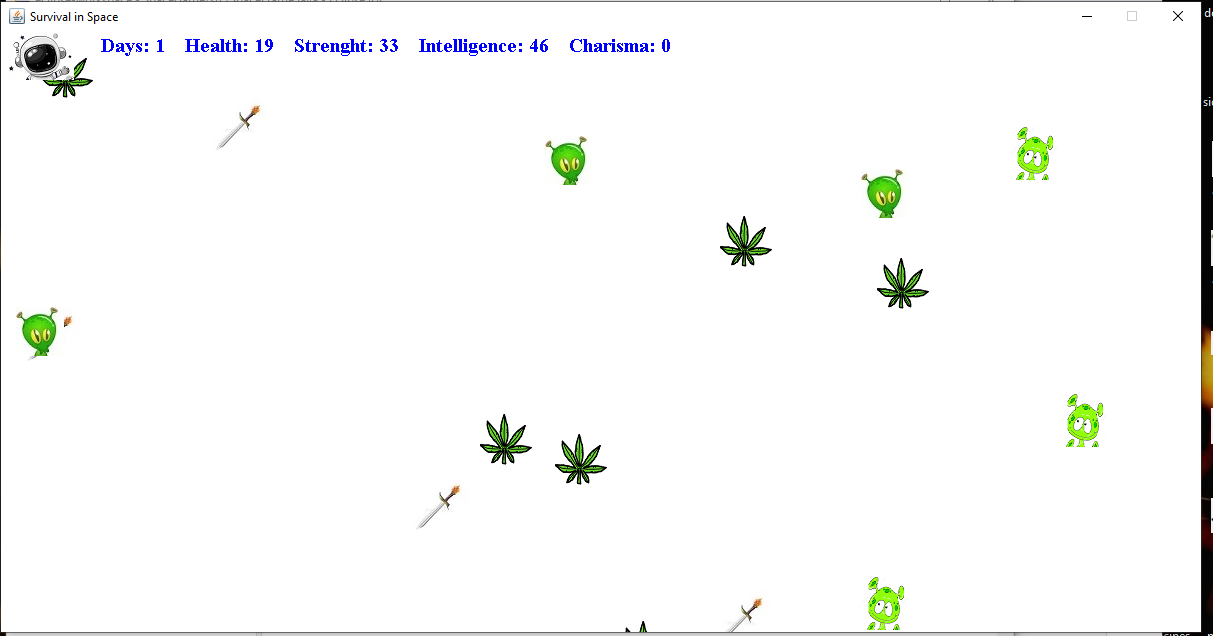 Survival in Space
Days: 1 Health: 19 Strenght: 33 Intelligence: 46 Charisma: 0